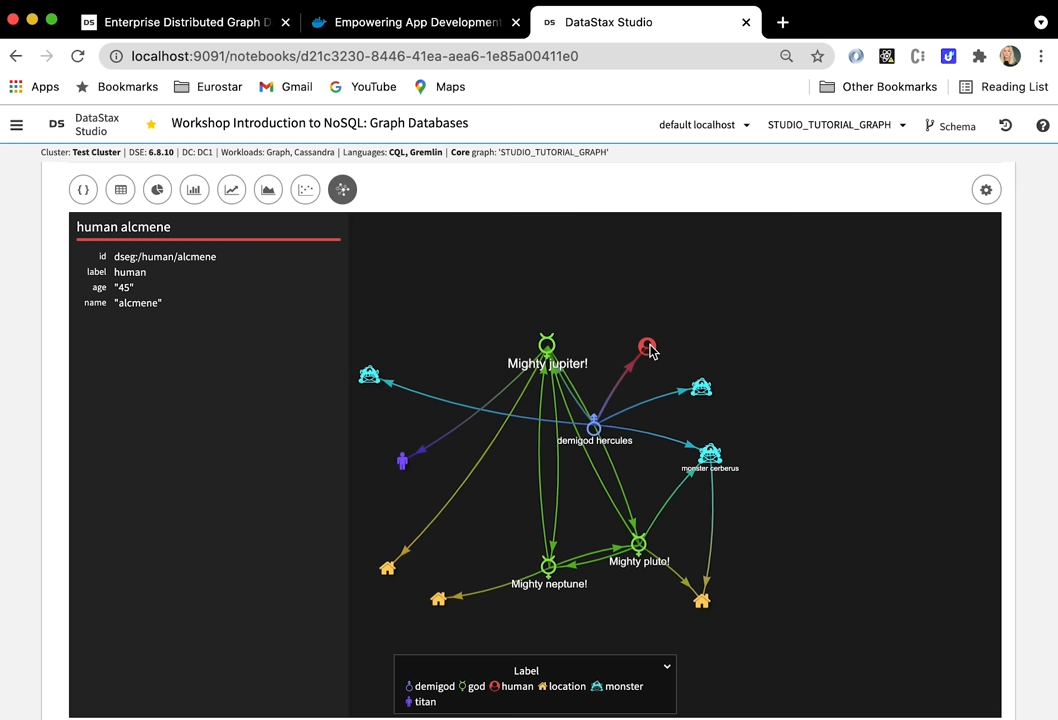 DS Enterprise Distributed Graph D
Empowering App Development
DS DataStax Studio
localhost:9091/notebooks/d21c3230-8446-41ea-aea6-1e85a00411e0
Apps Bookmarks Eurostar Gmail YouTube Maps Other Bookmarks Reading List
DS DataStax Studio Workshop Introduction to NoSQL: Graph Databases default localhost STUDIO_TUTORIAL_GRAPH Schema
Cluster: Test Cluster | DSE: 6.8.10 | DC: DC1 | Workloads: Graph, Cassandra | Languages: CQL, Gremlin | Core graph: 'STUDIO_TUTORIAL_GRAPH'
human alcmene
id dseg:/human/alcmene
label human
age "45"
name "alcmene"
Mighty jupiter!
demigod hercules
monster cerberus
Mighty pluto!
Mighty neptune!
Label
demigod god human location monster
titan